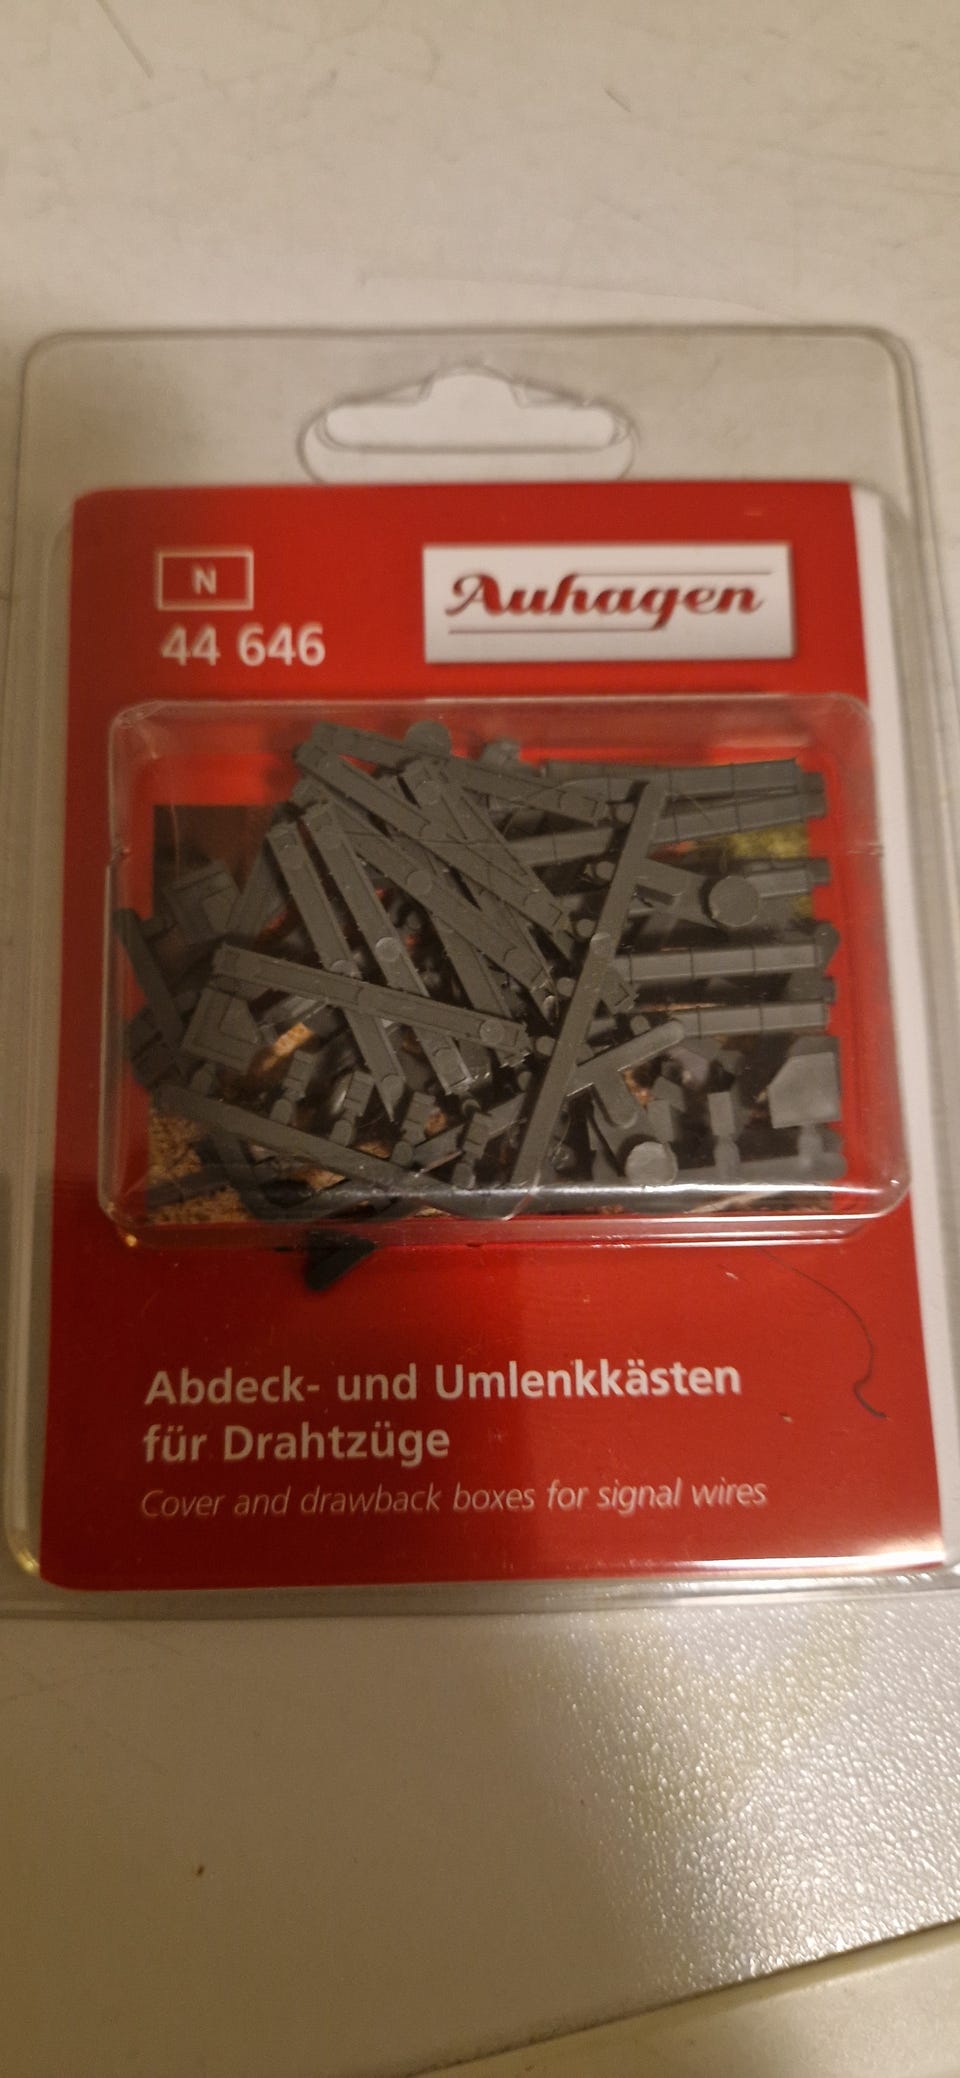 N
Auhagen
44 646
Abdeck- und Umlenkkästen
für Drahtzüge
Cover and drawback boxes for signal wires